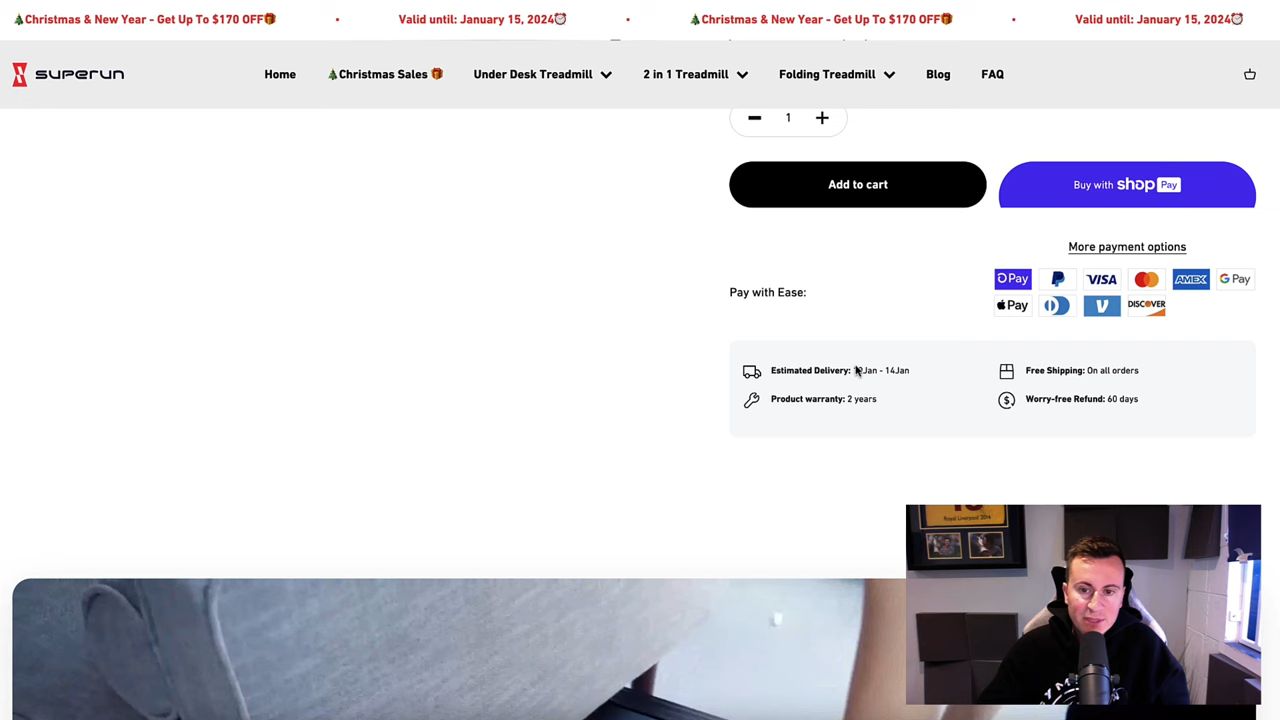 🎄Christmas & New Year - Get Up To $170 OFF🎁 • Valid until: January 15, 2024⏰ • 🎄Christmas & New Year - Get Up To $170 OFF🎁 • Valid until: January 15, 2024⏰
superun Home 🎄Christmas Sales 🎁 Under Desk Treadmill 2 in 1 Treadmill Folding Treadmill Blog FAQ
1
Add to cart Buy with shop Pay
More payment options
Pay with Ease:
Pay VISA AMEX G Pay
Pay DISCOVER
Estimated Delivery: Jan - 14Jan Free Shipping: On all orders
Product warranty: 2 years Worry-free Refund: 60 days